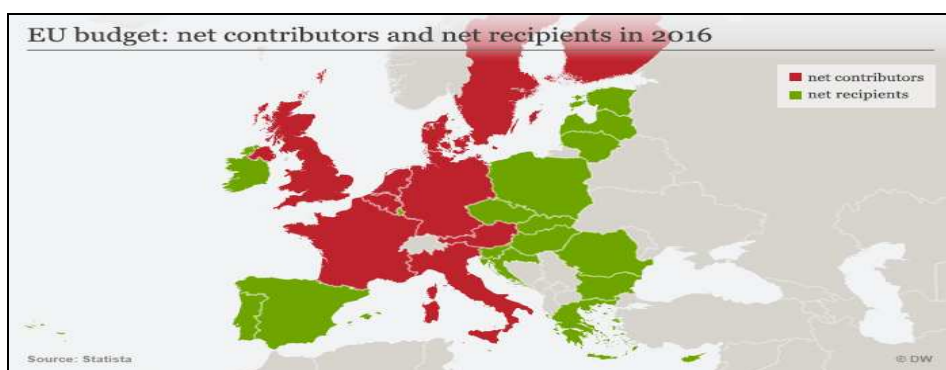 EU budget: net contributors and net recipients in 2016
net contributors
net recipients
Source: Statista
© DW